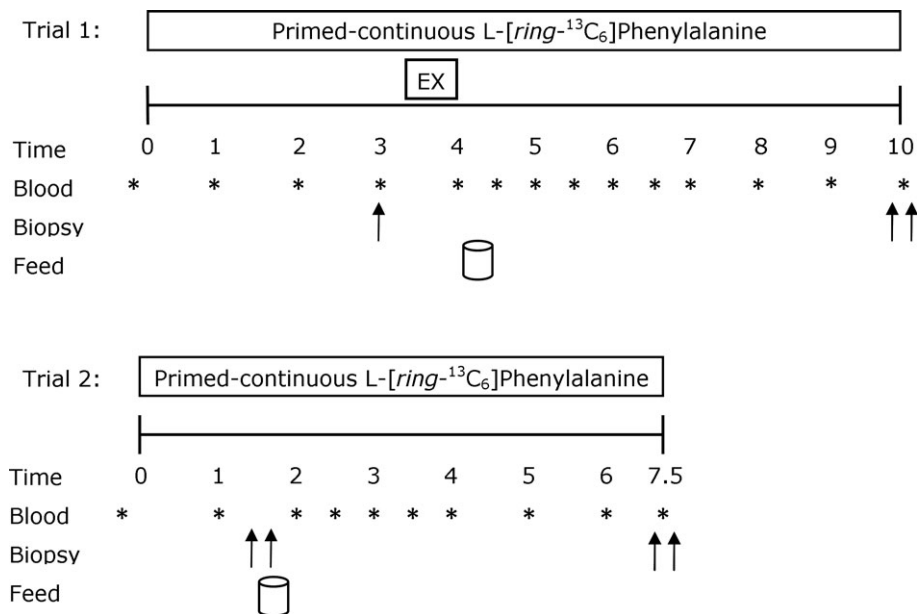 Trial 1: Primed-continuous L-[ring-¹³C₆]Phenylalanine
EX
Time 0 1 2 3 4 5 6 7 8 9 10
Blood * * * * * * * * * * * * * *
Biopsy
Feed
Trial 2: Primed-continuous L-[ring-¹³C₆]Phenylalanine
Time 0 1 2 3 4 5 6 7.5
Blood * * * * * * * * * *
Biopsy
Feed